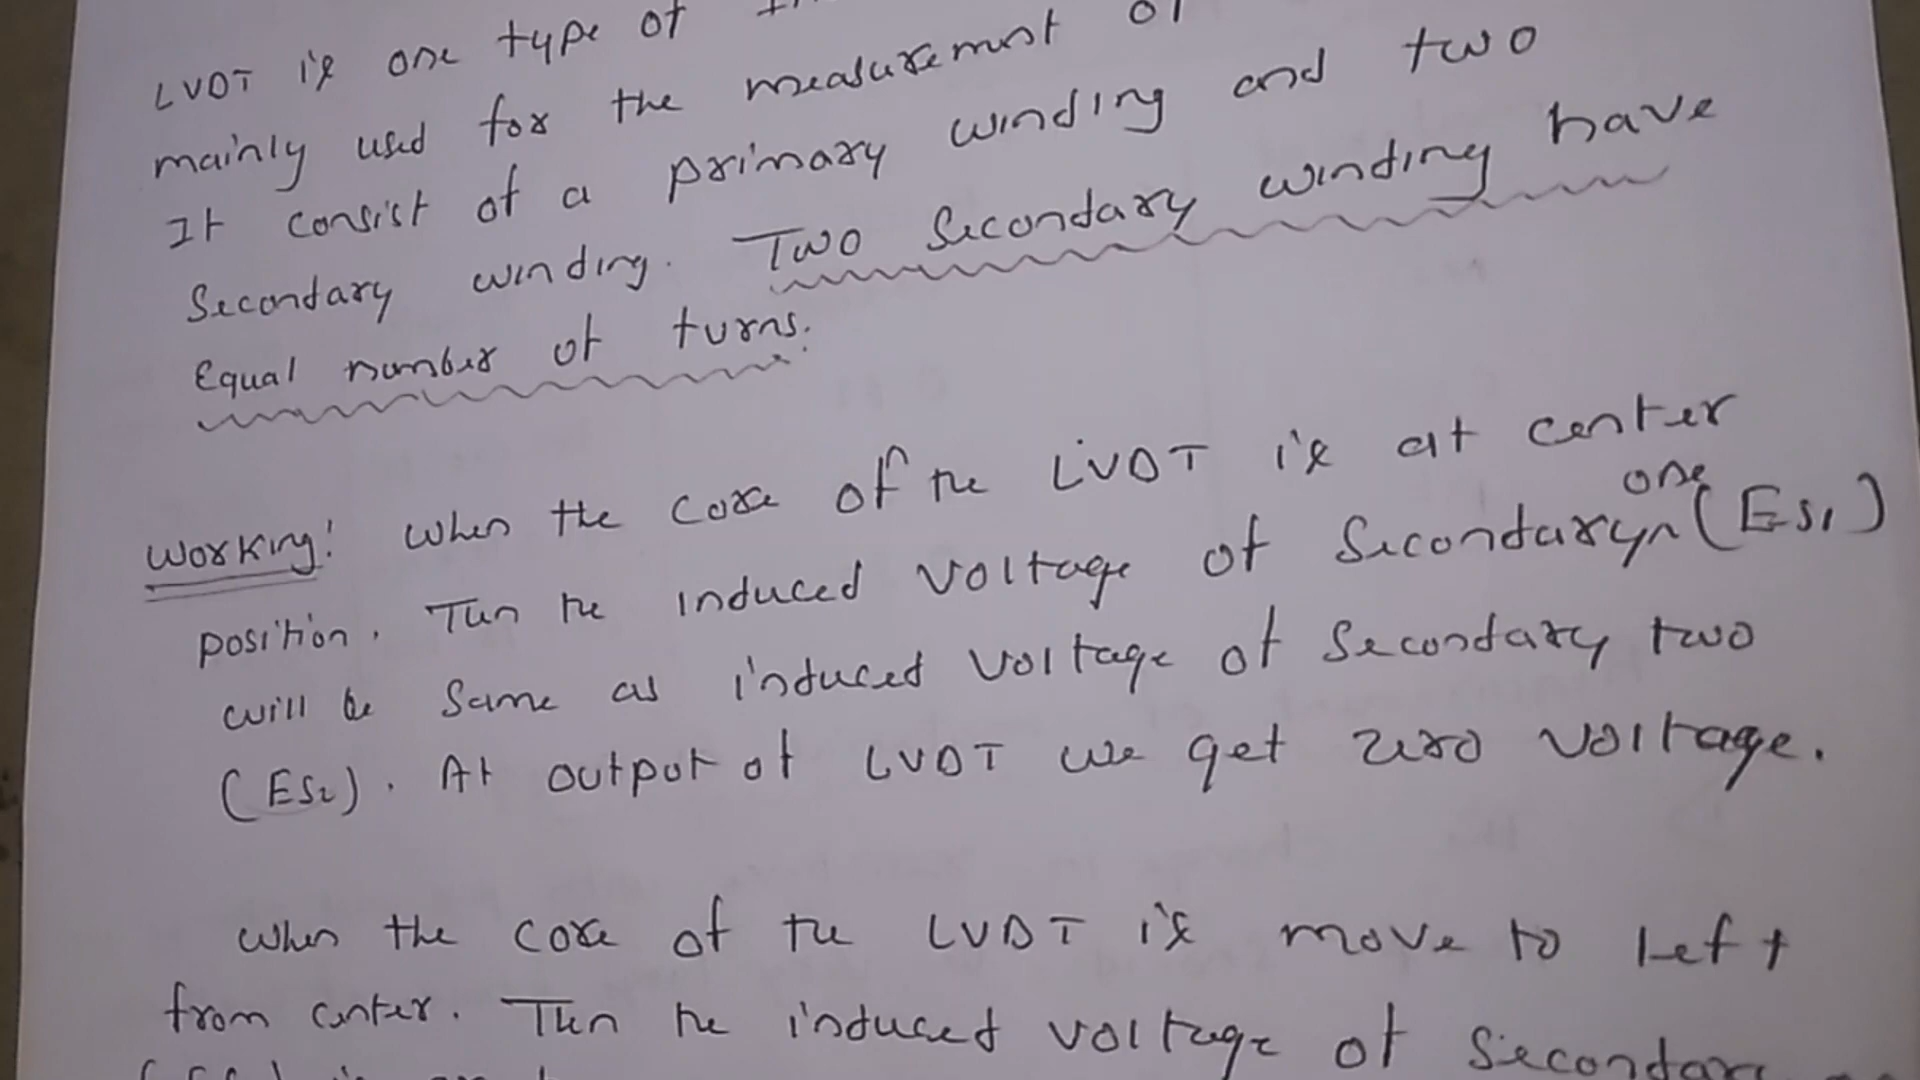 LVDT is one type of
mainly used for the measurement of
It consist of a primary winding and two
Secondary winding. Two Secondary winding have
Equal number of turns.
Working! When the core of the LVDT is at center
position. Then the induced voltage of Secondary one (Es1)
will be same as induced voltage of Secondary two
(Es2). At output of LVDT we get zero voltage.
When the core of the LVDT is move to left
from center. Then the induced voltage of Secondary